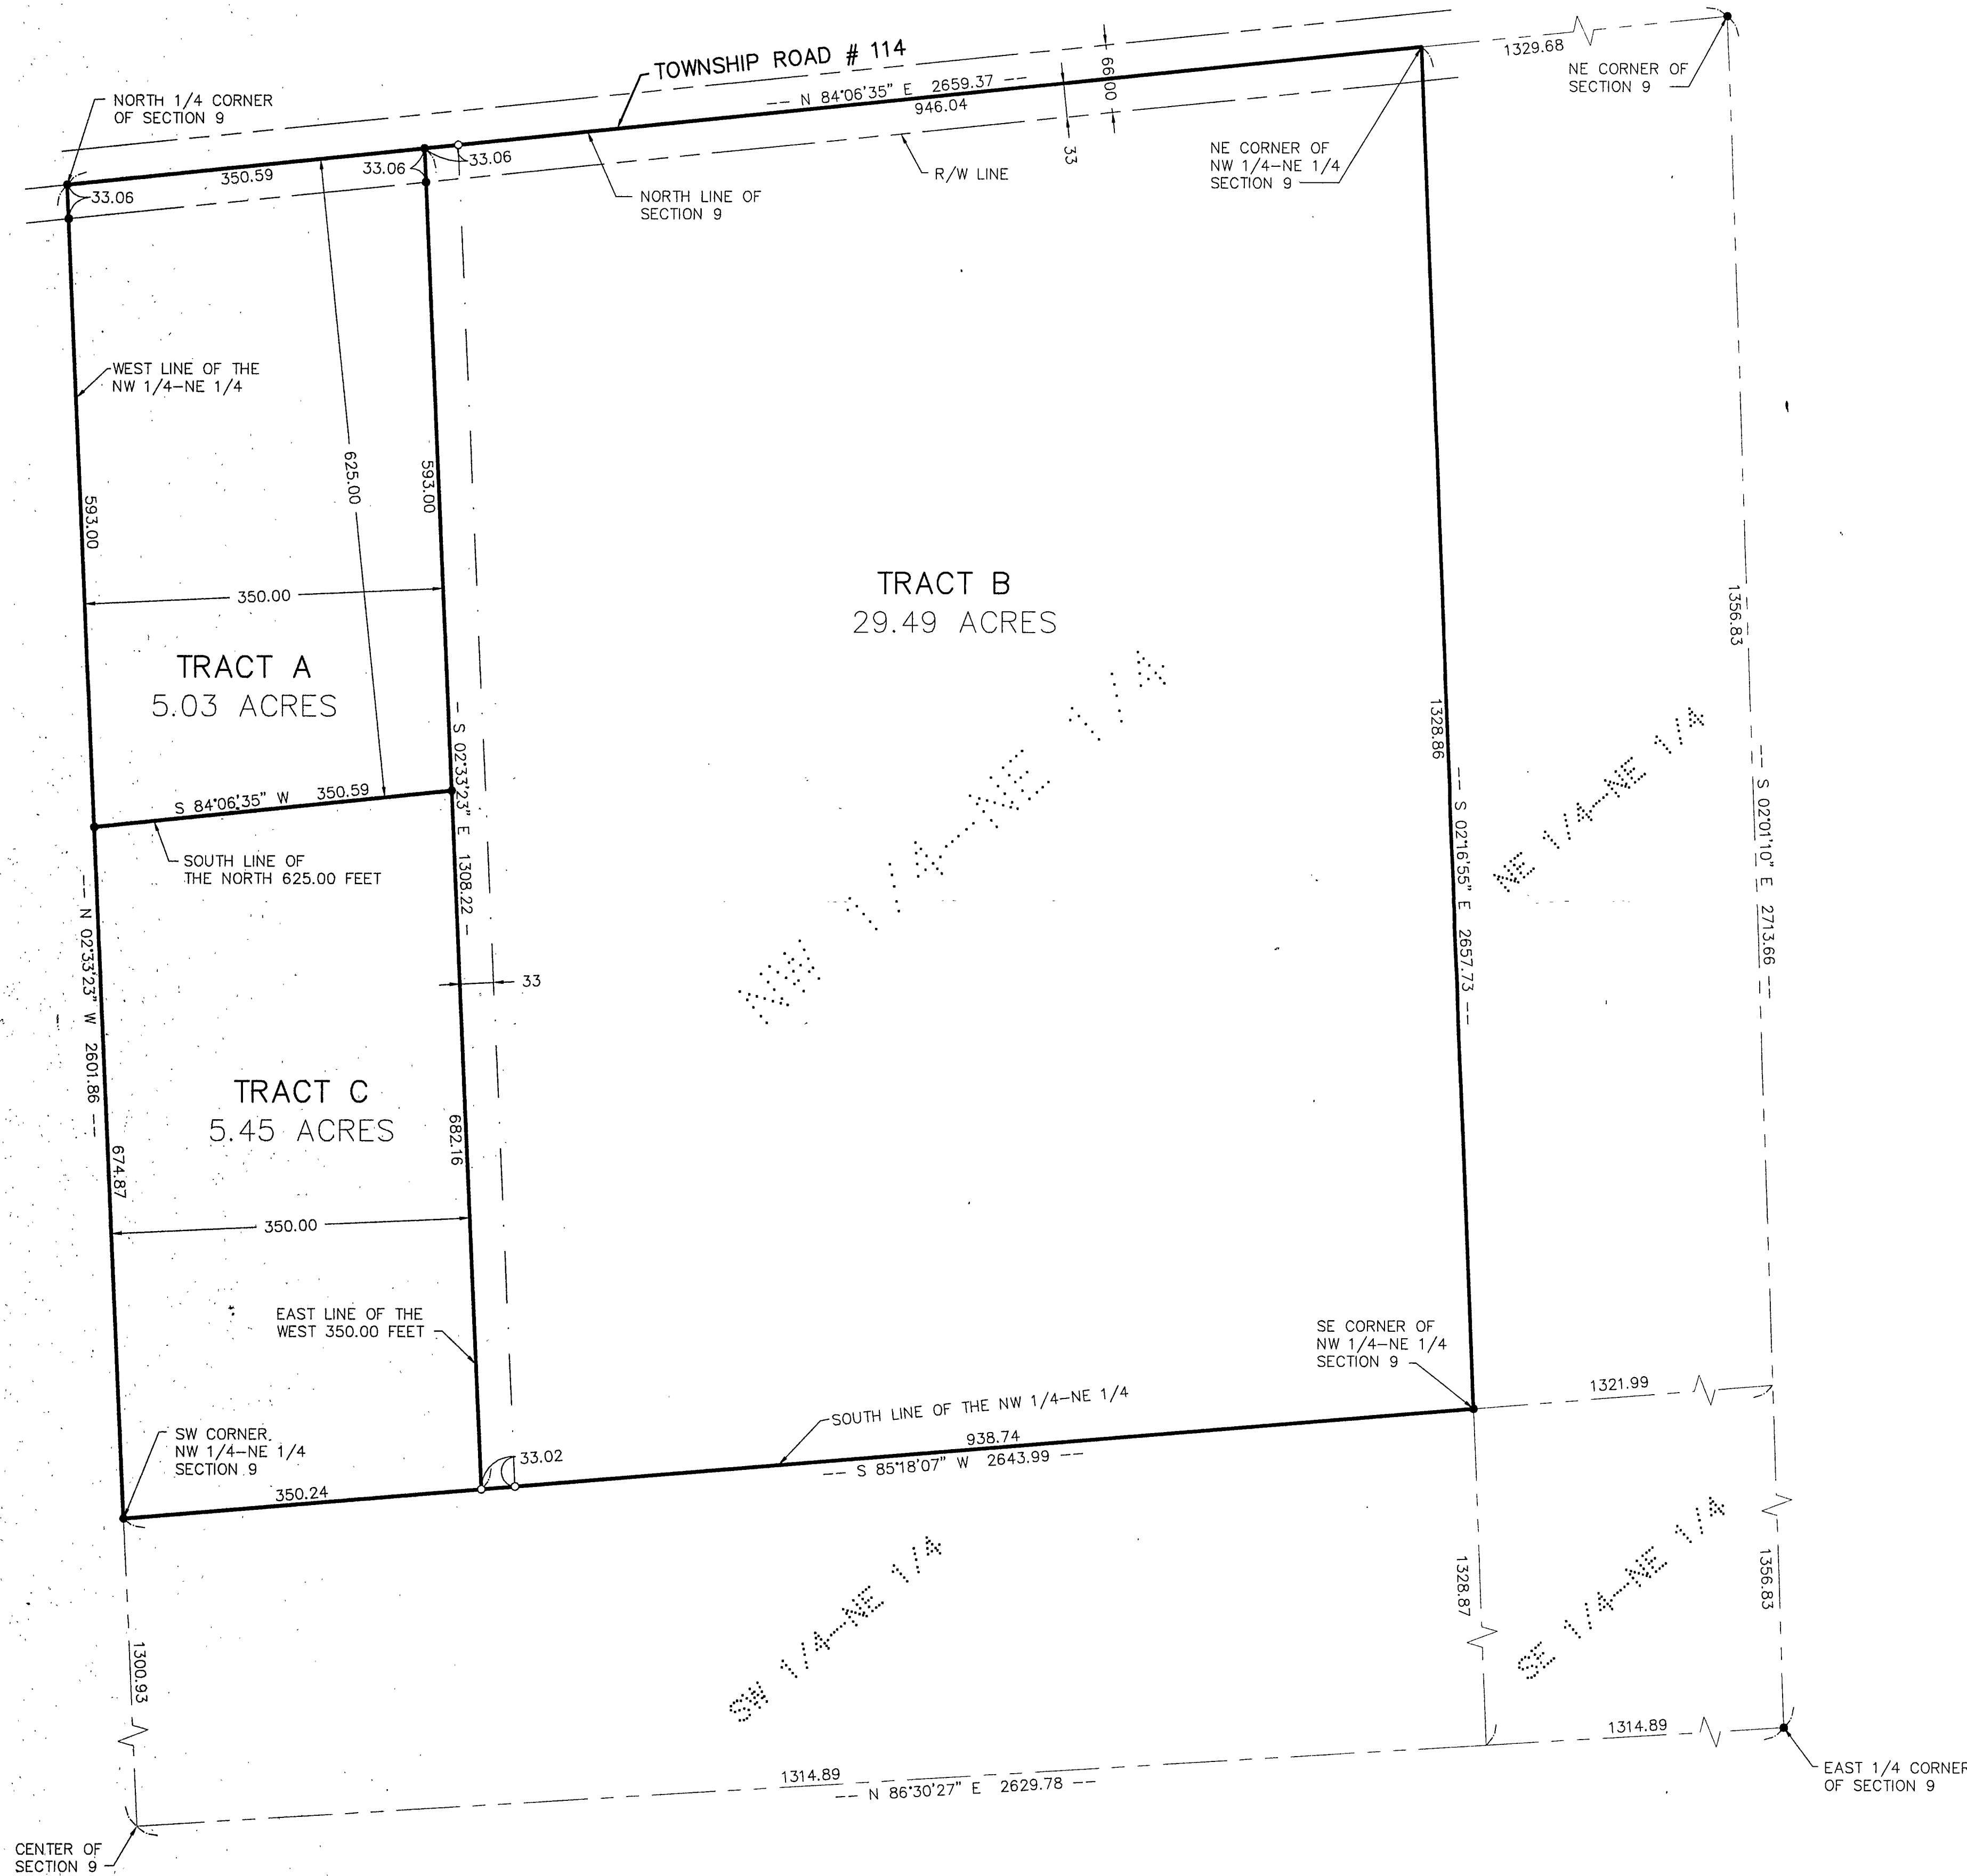 TOWNSHIP ROAD # 114
1329.68
NE CORNER OF
SECTION 9
NORTH 1/4 CORNER
OF SECTION 9
-- N 84°06'35" E 2659.37 --
946.04
66.00
33
33.06
350.59
33.06
33.06
NORTH LINE OF
SECTION 9
R/W LINE
NE CORNER OF
NW 1/4-NE 1/4
SECTION 9
WEST LINE OF THE
NW 1/4-NE 1/4
593.00
625.00
593.00
350.00
TRACT A
5.03 ACRES
TRACT B
29.49 ACRES
NW 1/4-NE 1/4
1328.86
-- S 02°16'55" E 2657.73 --
1356.83
-- S 02°01'10" E 2713.66 --
NE 1/4-NE 1/4
S 84°06'35" W 350.59
SOUTH LINE OF
THE NORTH 625.00 FEET
- S 02°33'23" E 1308.22 -
33
-- N 02°33'23" W 2601.86 --
TRACT C
5.45 ACRES
674.87
682.16
350.00
EAST LINE OF THE
WEST 350.00 FEET
SE CORNER OF
NW 1/4-NE 1/4
SECTION 9
1321.99
SW CORNER
NW 1/4-NE 1/4
SECTION 9
350.24
33.02
SOUTH LINE OF THE NW 1/4-NE 1/4
938.74
-- S 85°18'07" W 2643.99 --
SW 1/4-NE 1/4
SE 1/4-NE 1/4
1300.93
1328.87
1356.83
1314.89
-- N 86°30'27" E 2629.78 --
1314.89
EAST 1/4 CORNER
OF SECTION 9
CENTER OF
SECTION 9